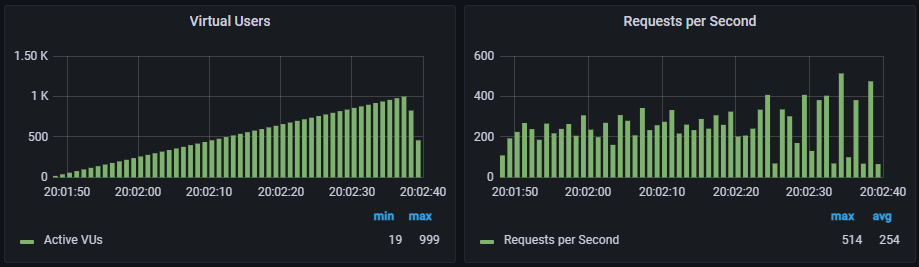 Virtual Users
1.50 K
1 K
500
0
20:01:50 20:02:00 20:02:10 20:02:20 20:02:30 20:02:40
min max
Active VUs 19 999
Requests per Second
600
400
200
0
20:01:50 20:02:00 20:02:10 20:02:20 20:02:30 20:02:40
max avg
Requests per Second 514 254